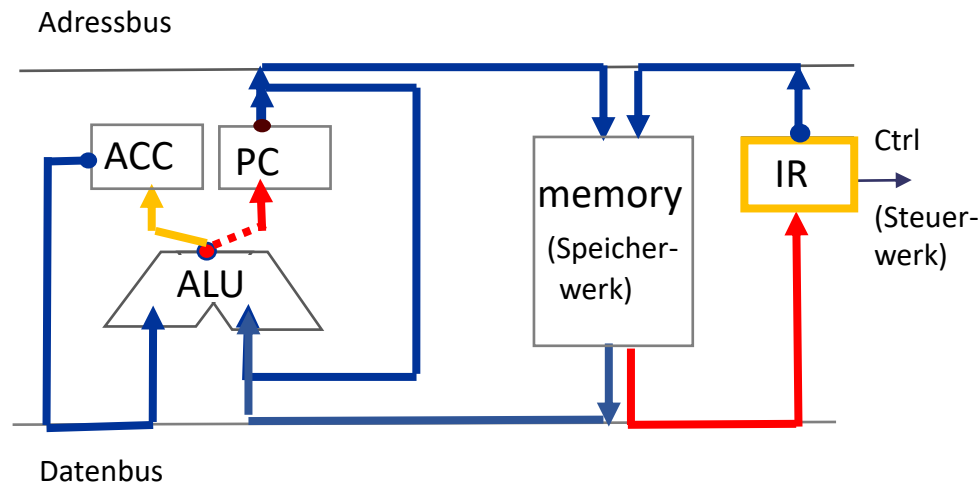 Adressbus
ACC
PC
ALU
memory
(Speicher-
werk)
IR
Ctrl
(Steuer-
werk)
Datenbus